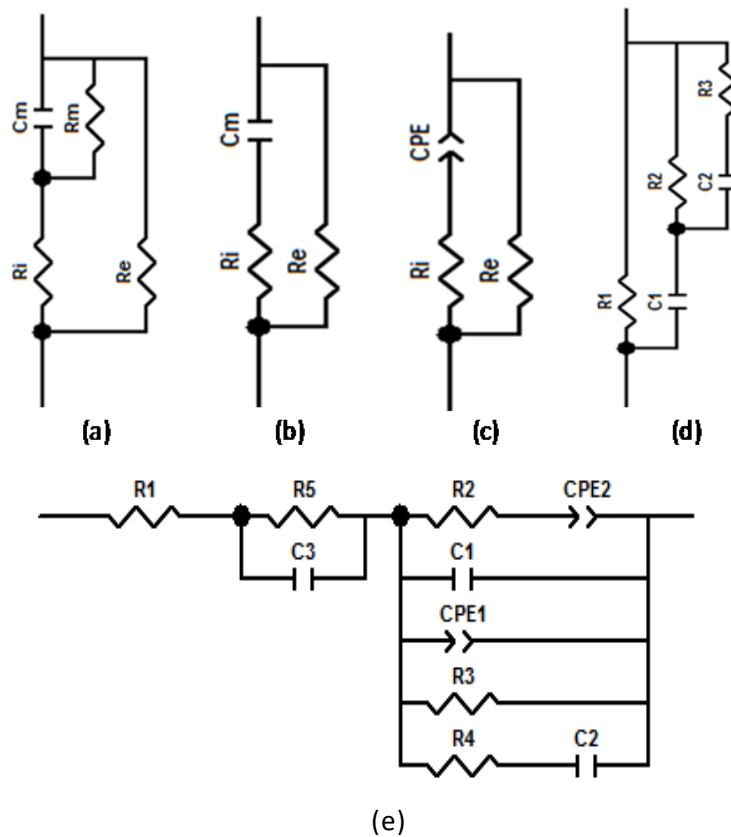 Cm
Rm
Ri
Re
(a)
Cm
Ri
Re
(b)
CPE
Ri
Re
(c)
R3
R2
C2
R1
C1
(d)
R1
R5
R2
CPE2
C3
C1
CPE1
R3
R4
C2
(e)